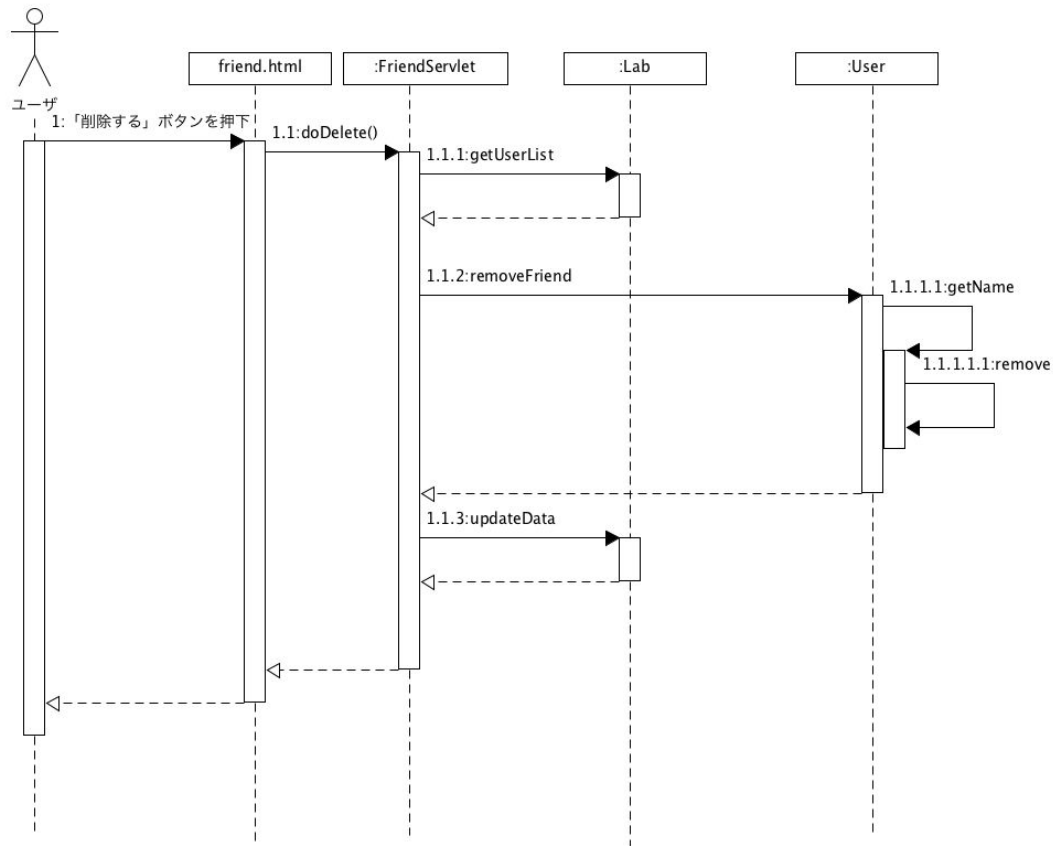 friend.html
:FriendServlet
:Lab
:User
ユーザ
1:「削除する」ボタンを押下
1.1:doDelete()
1.1.1:getUserList
1.1.2:removeFriend
1.1.1.1:getName
1.1.1.1.1:remove
1.1.3:updateData